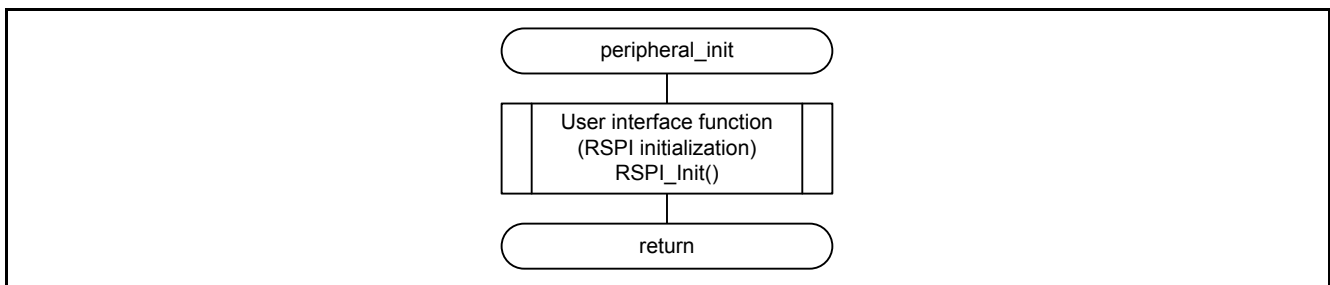 peripheral_init
User interface function
(RSPI initialization)
RSPI_Init()
return